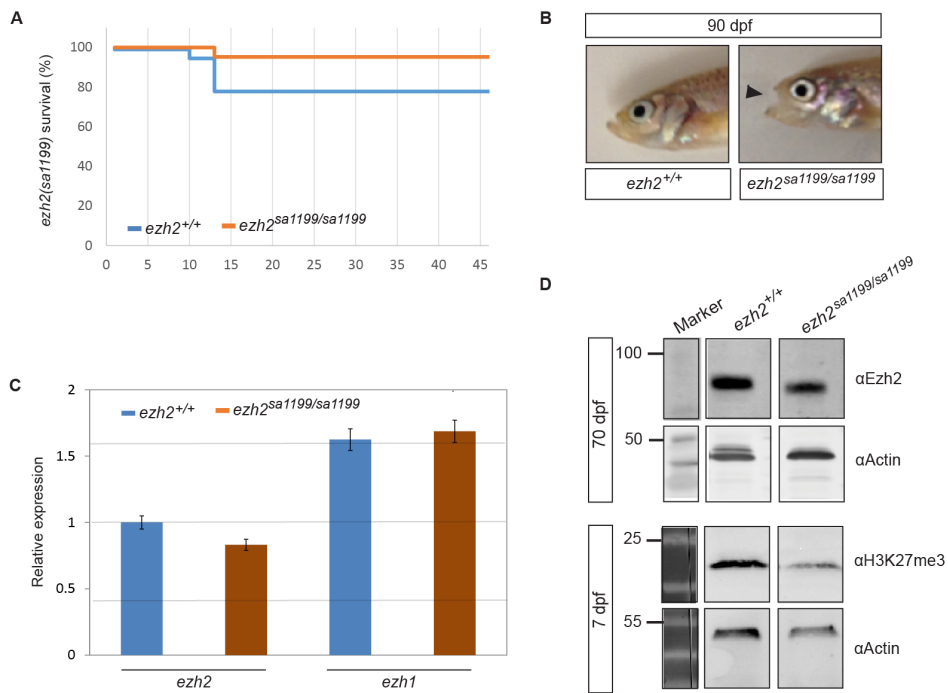 A
ezh2(sa1199) survival (%)
100
80
60
40
20
0
0 5 10 15 20 25 30 35 40 45
ezh2+/+ ezh2sa1199/sa1199
B
90 dpf
ezh2+/+ ezh2sa1199/sa1199
C
Relative expression
2
1.5
1
0.5
0
ezh2+/+ ezh2sa1199/sa1199
ezh2 ezh1
D
Marker ezh2+/+ ezh2sa1199/sa1199
70 dpf
100
αEzh2
50
αActin
7 dpf
25
αH3K27me3
55
αActin